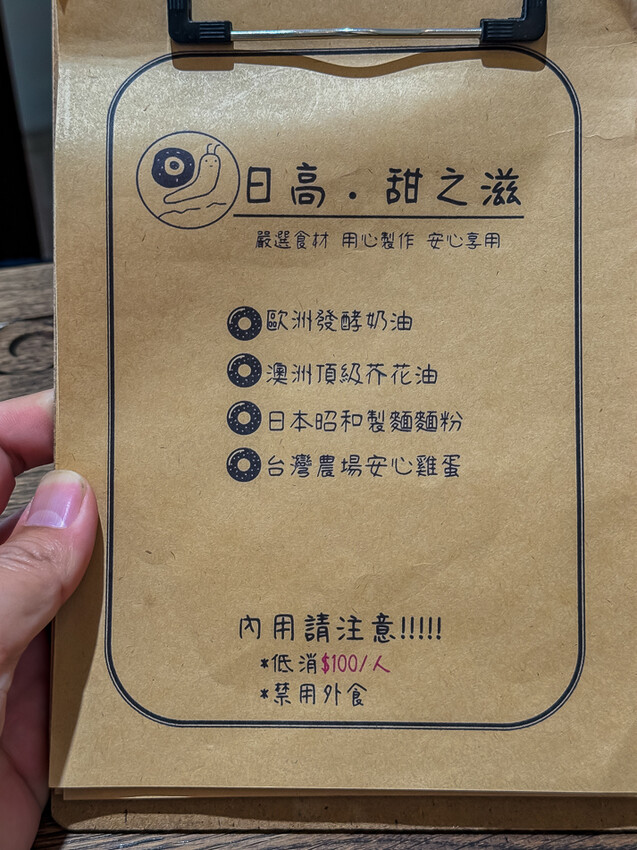 日高．甜之滋
嚴選食材 用心製作 安心享用
歐洲發酵奶油
澳洲頂級芥花油
日本昭和製麵麵粉
台灣農場安心雞蛋
內用請注意!!!!!
*低消$100/人
*禁用外食